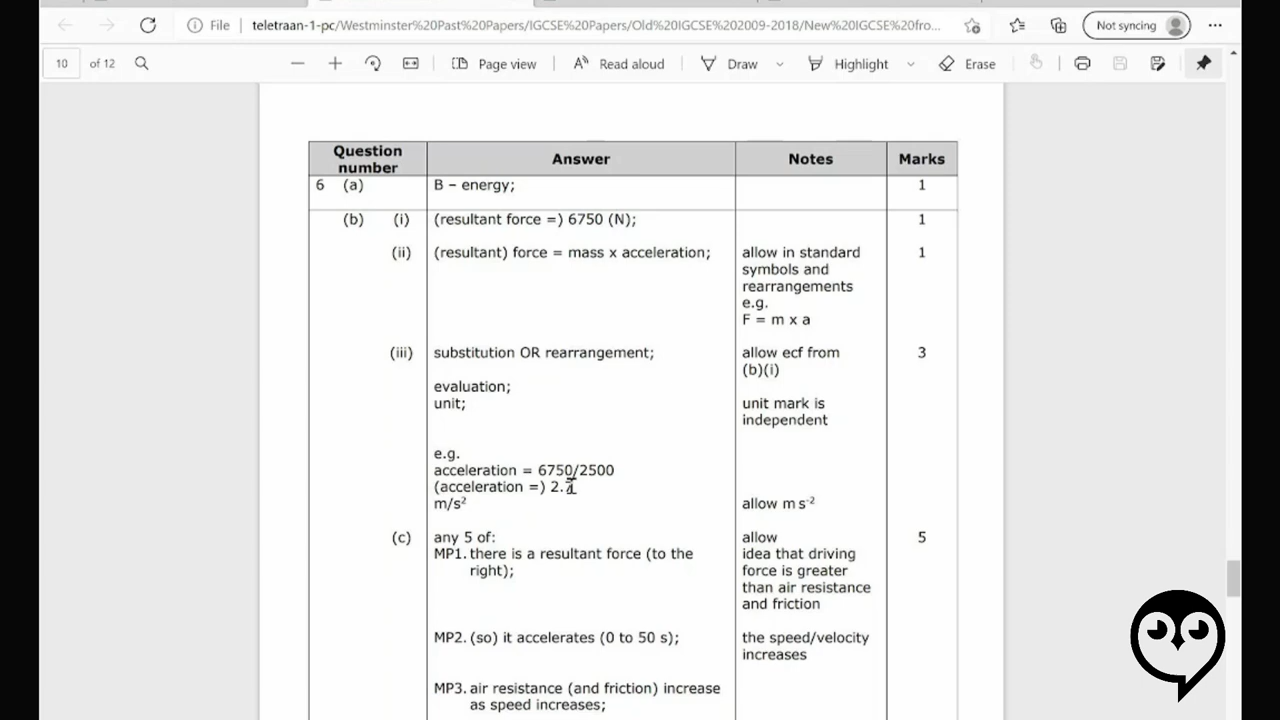 File
teletraan-1-pc/Westminster%20Past%20Papers/IGCSE%20Papers/Old%20IGCSE%202009-2018/New%20IGCSE%20fro...
Not syncing
10 of 12
Page view
Read aloud
Draw
Highlight
Erase
Question number
Answer
Notes
Marks
6 (a) B – energy; 1
(b) (i) (resultant force =) 6750 (N); 1
(ii) (resultant) force = mass x acceleration; allow in standard 1
symbols and
rearrangements
e.g.
F = m x a
(iii) substitution OR rearrangement; allow ecf from 3
(b)(i)
evaluation;
unit; unit mark is
independent
e.g.
acceleration = 6750/2500
(acceleration =) 2.7
m/s² allow m s⁻²
(c) any 5 of: allow 5
MP1. there is a resultant force (to the idea that driving
right); force is greater
than air resistance
and friction
MP2. (so) it accelerates (0 to 50 s); the speed/velocity
increases
MP3. air resistance (and friction) increase
as speed increases;